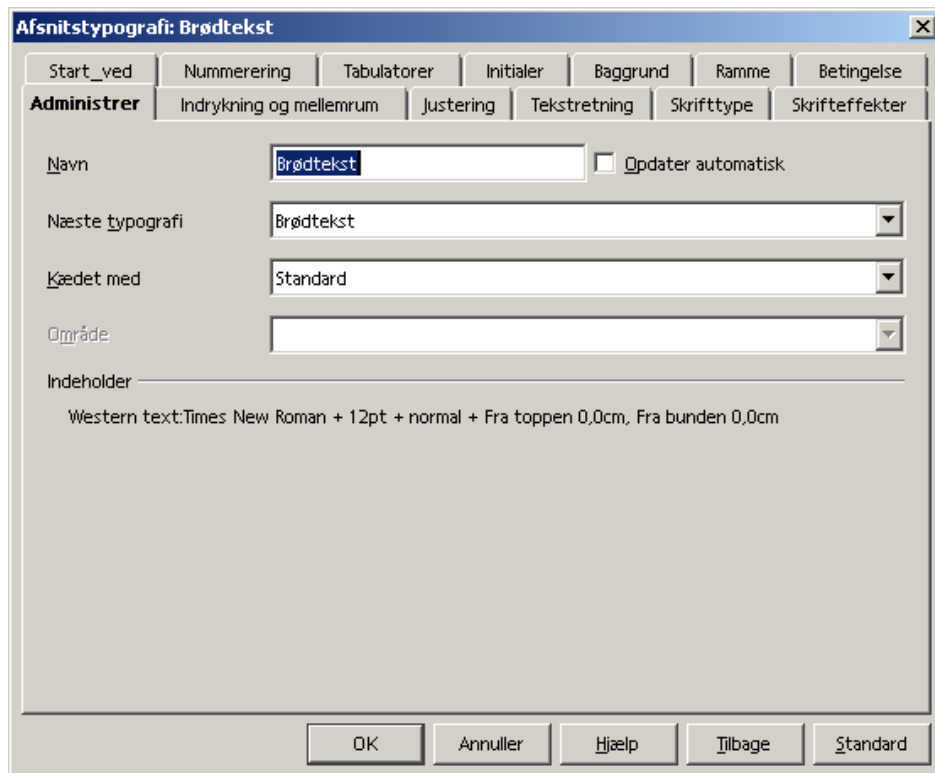 Afsnitstypografi: Brødtekst
Start_ved Nummerering Tabulatorer Initialer Baggrund Ramme Betingelse
Administrer Indrykning og mellemrum Justering Tekstretning Skrifttype Skrifteffekter
Navn Brødtekst Opdater automatisk
Næste typografi Brødtekst
Kædet med Standard
Område
Indeholder
Western text:Times New Roman + 12pt + normal + Fra toppen 0,0cm, Fra bunden 0,0cm
OK Annuller Hjælp Tilbage Standard